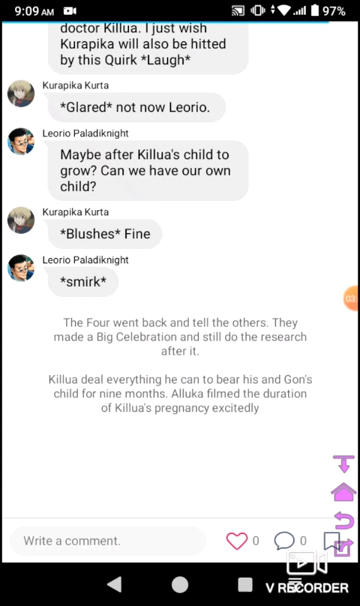 9:09 AM
97%
doctor Killua. I just wish
Kurapika will also be hitted
by this Quirk *Laugh*
Kurapika Kurta
*Glared* not now Leorio.
Leorio Paladiknight
Maybe after Killua's child to
grow? Can we have our own
child?
Kurapika Kurta
*Blushes* Fine
Leorio Paladiknight
*smirk*
03
The Four went back and tell the others. They
made a Big Celebration and still do the research
after it.
Killua deal everything he can to bear his and Gon's
child for nine months. Alluka filmed the duration
of Killua's pregnancy excitedly
Write a comment.
0
0
V RECORDER